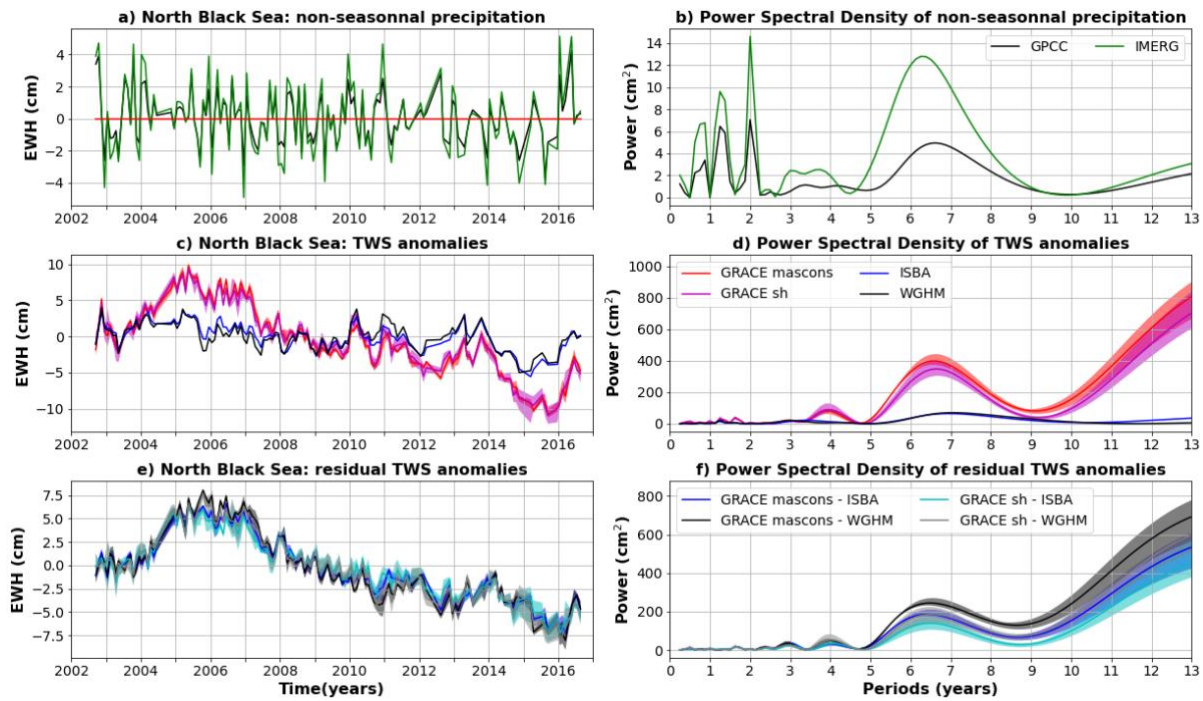 a) North Black Sea: non-seasonnal precipitation
EWH (cm)
4
2
0
−2
−4
2002 2004 2006 2008 2010 2012 2014 2016
b) Power Spectral Density of non-seasonnal precipitation
GPCC IMERG
Power (cm²)
14
12
10
8
6
4
2
0
0 1 2 3 4 5 6 7 8 9 10 11 12 13
c) North Black Sea: TWS anomalies
EWH (cm)
10
5
0
−5
−10
2002 2004 2006 2008 2010 2012 2014 2016
d) Power Spectral Density of TWS anomalies
GRACE mascons ISBA
GRACE sh WGHM
Power (cm²)
1000
800
600
400
200
0
0 1 2 3 4 5 6 7 8 9 10 11 12 13
e) North Black Sea: residual TWS anomalies
EWH (cm)
7.5
5.0
2.5
0.0
−2.5
−5.0
−7.5
2002 2004 2006 2008 2010 2012 2014 2016
Time(years)
f) Power Spectral Density of residual TWS anomalies
GRACE mascons - ISBA GRACE sh - ISBA
GRACE mascons - WGHM GRACE sh - WGHM
Power (cm²)
800
600
400
200
0
0 1 2 3 4 5 6 7 8 9 10 11 12 13
Periods (years)